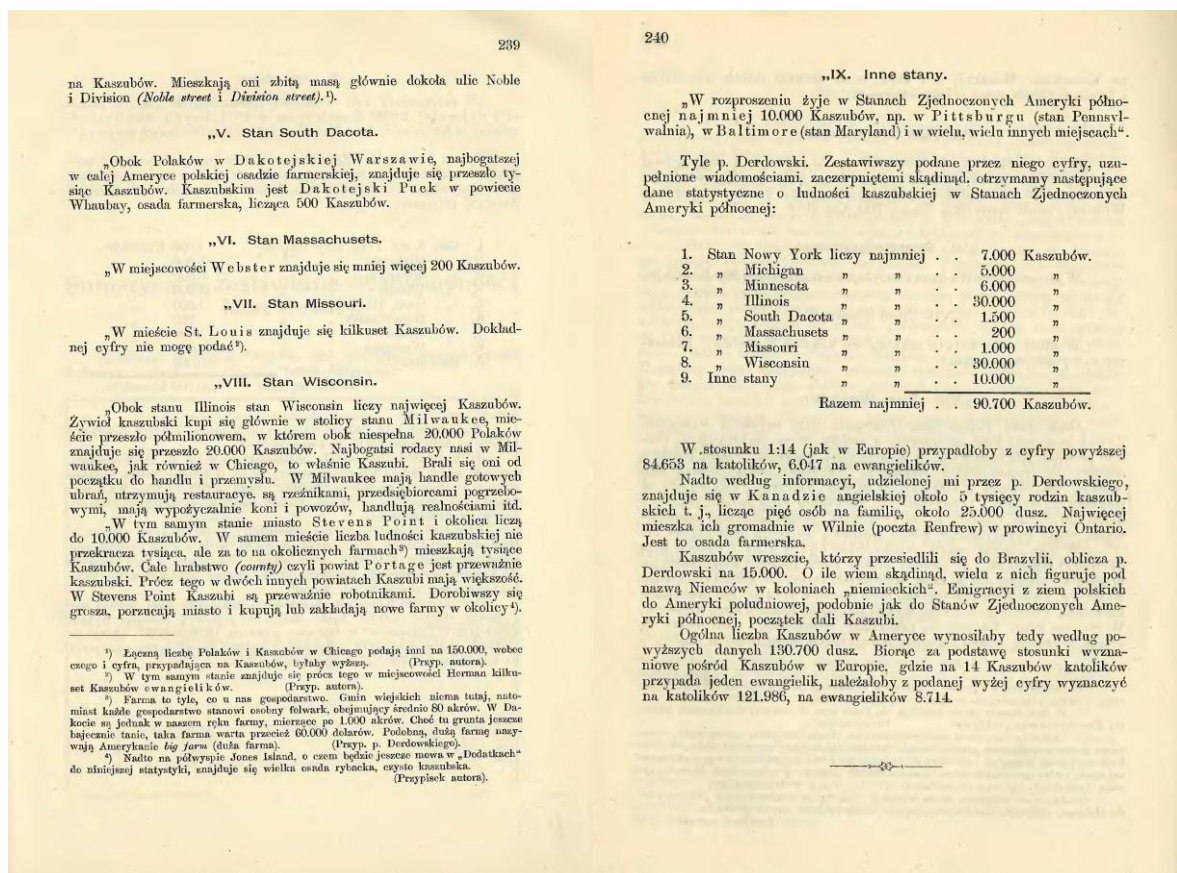 239
na Kaszubów. Mieszkają oni zbitą masą głównie dokoła ulic Noble
i Division (Noble street i Division street).¹).
„V. Stan South Dacota.
„Obok Polaków w Dakotejskiej Warszawie, najbogatszej
w całej Ameryce polskiej osadzie farmerskiej, znajduje się przeszło ty-
siąc Kaszubów. Kaszubskim jest Dakotejski Puck w powiecie
Whaubay, osada farmerska, licząca 500 Kaszubów.
„VI. Stan Massachusets.
„W miejscowości Webster znajduje się mniej więcej 200 Kaszubów.
„VII. Stan Missouri.
„W mieście St. Louis znajduje się kilkuset Kaszubów. Dokład-
nej cyfry nie mogę podać²).
„VIII. Stan Wisconsin.
„Obok stanu Illinois stan Wisconsin liczy najwięcej Kaszubów.
Żywioł kaszubski kupi się głównie w stolicy stanu Milwaukee, mie-
ście przeszło półmilionowem, w którem obok niespełna 20.000 Polaków
znajduje się przeszło 20.000 Kaszubów. Najbogatsi rodacy nasi w Mil-
waukee, jak również w Chicago, to właśnie Kaszubi. Brali się oni od
początku do handlu i przemysłu. W Milwaukee mają handle gotowych
ubrań, utrzymują restauracye, są rzeźnikami, przedsiębiorcami pogrzebo-
wymi, mają wypożyczalnie koni i powozów, handlują realnościami itd.
„W tym samym stanie miasto Stevens Point i okolica liczą
do 10.000 Kaszubów. W samem mieście liczba ludności kaszubskiej nie
przekracza tysiąca, ale za to na okolicznych farmach³) mieszkają tysiące
Kaszubów. Całe hrabstwo (county) czyli powiat Portage jest przeważnie
kaszubski. Prócz tego w dwóch innych powiatach Kaszubi mają większość.
W Stevens Point Kaszubi są przeważnie robotnikami. Dorobiwszy się
grosza, porzucają miasto i kupują lub zakładają nowe farmy w okolicy⁴).
¹) Łączną liczbę Polaków i Kaszubów w Chicago podają inni na 150.000, wobec
czego i cyfra, przypadająca na Kaszubów, byłaby wyższą. (Przyp. autora).
²) W tym samym stanie znajduje się prócz tego w miejscowości Herman kilku-
set Kaszubów ewangielików. (Przyp. autora).
³) Farma to tyle, co u nas gospodarstwo. Gmin wiejskich niema tutaj, nato-
miast każde gospodarstwo stanowi osobny folwark, obejmujący średnio 80 akrów. W Da-
kocie są jednak w naszem ręku farmy, mierzące po 1.000 akrów. Choć tu grunta jeszcze
bajecznie tanie, taka farma warta przecież 60.000 dolarów. Podobną, dużą farmę nazy-
wają Amerykanie big farm (duża farma). (Przyp. p. Derdowskiego).
⁴) Nadto na półwyspie Jones Island, o czem będzie jeszcze mowa w „Dodatkach“
do niniejszej statystyki, znajduje się wielka osada rybacka, czysto kaszubska.
(Przypisek autora).
240
„IX. Inne stany.
„W rozproszeniu żyje w Stanach Zjednoczonych Ameryki półno-
cnej najmniej 10.000 Kaszubów, np. w Pittsburgu (stan Pennsyl-
walnia), w Baltimore (stan Maryland) i w wielu, wielu innych miejscach“.
Tyle p. Derdowski. Zestawiwszy podane przez niego cyfry, uzu-
pełnione wiadomościami, zaczerpniętemi skądinąd, otrzymamy następujące
dane statystyczne o ludności kaszubskiej w Stanach Zjednoczonych
Ameryki północnej:
1. Stan Nowy York liczy najmniej . . 7.000 Kaszubów.
2. „ Michigan „ „ . . 5.000 „
3. „ Minnesota „ „ . . 6.000 „
4. „ Illinois „ „ . . 30.000 „
5. „ South Dacota „ „ . . 1.500 „
6. „ Massachusets „ „ . . 200 „
7. „ Missouri „ „ . . 1.000 „
8. „ Wisconsin „ „ . . 30.000 „
9. Inne stany „ „ . . 10.000 „
Razem najmniej . . 90.700 Kaszubów.
W stosunku 1:14 (jak w Europie) przypadłoby z cyfry powyższej
84.653 na katolików, 6.047 na ewangielików.
Nadto według informacyi, udzielonej mi przez p. Derdowskiego,
znajduje się w Kanadzie angielskiej około 5 tysięcy rodzin kaszub-
skich t. j., licząc pięć osób na familię, około 25.000 dusz. Najwięcej
mieszka ich gromadnie w Wilnie (poczta Renfrew) w prowincyi Ontario.
Jest to osada farmerska.
Kaszubów wreszcie, którzy przesiedlili się do Brazylii, oblicza p.
Derdowski na 15.000. O ile wiem skądinąd, wielu z nich figuruje pod
nazwą Niemców w koloniach „niemieckich“. Emigracyi z ziem polskich
do Ameryki południowej, podobnie jak do Stanów Zjednoczonych Ame-
ryki północnej, początek dali Kaszubi.
Ogólna liczba Kaszubów w Ameryce wynosiłaby tedy według po-
wyższych danych 130.700 dusz. Biorąc za podstawę stosunki wyzna-
niowe pośród Kaszubów w Europie, gdzie na 14 Kaszubów katolików
przypada jeden ewangielik, należałoby z podanej wyżej cyfry wyznaczyć
na katolików 121.986, na ewangielików 8.714.